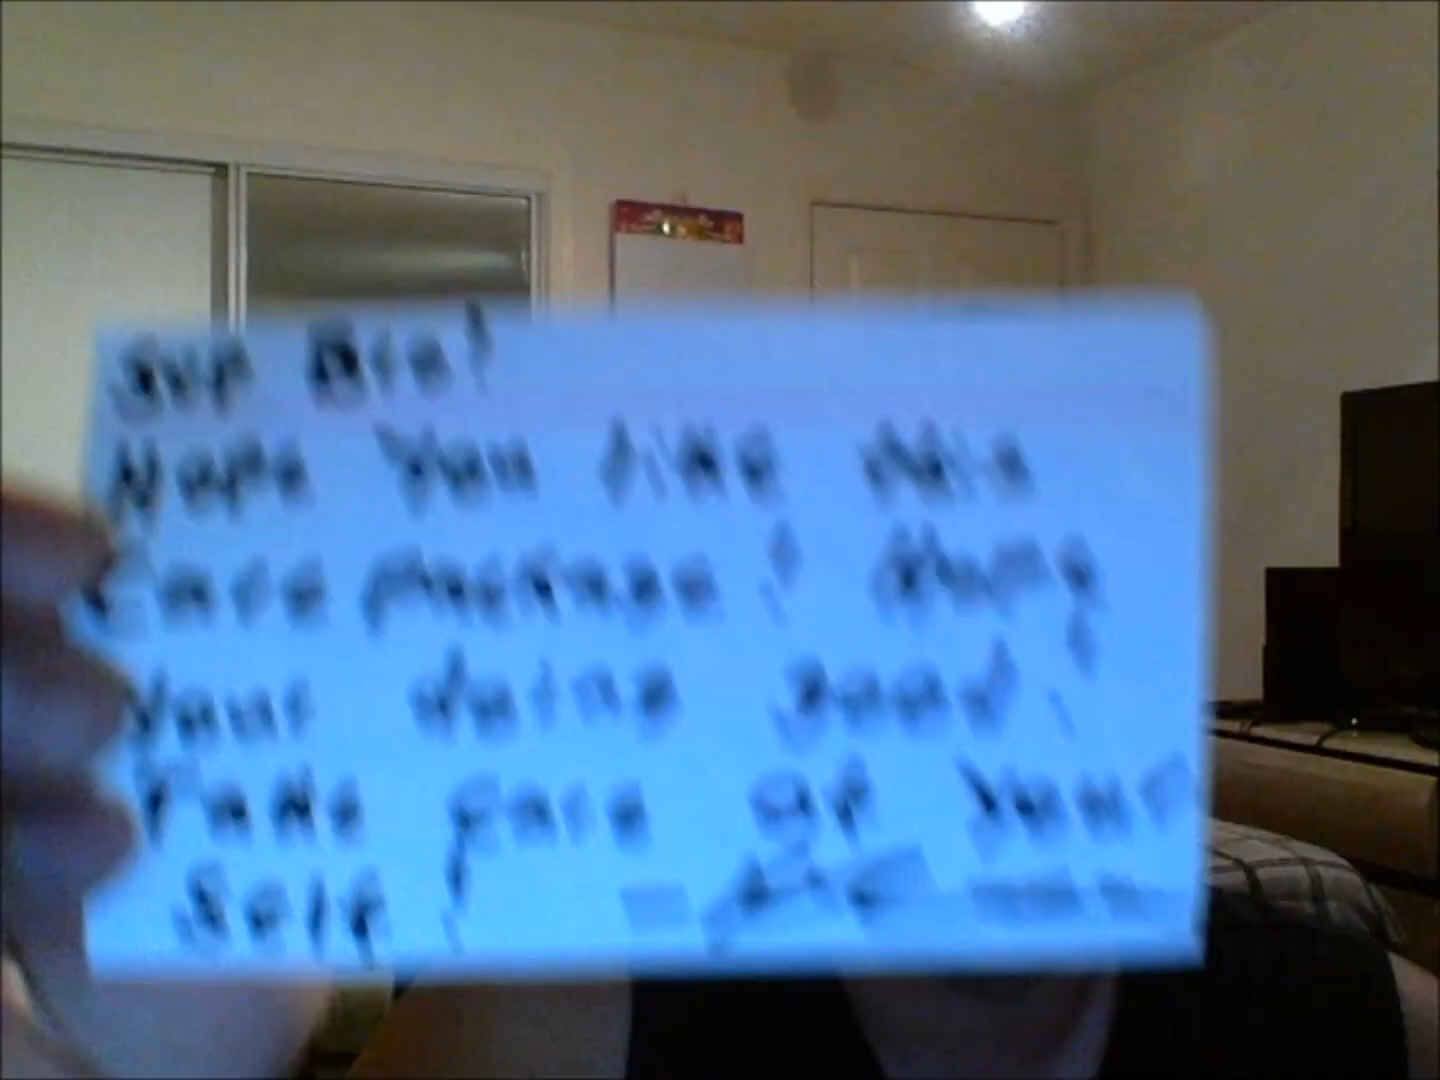 Sup Bro!
Hope You like this
Care package! Hope
Your doing good!
Take care of Your
Self!